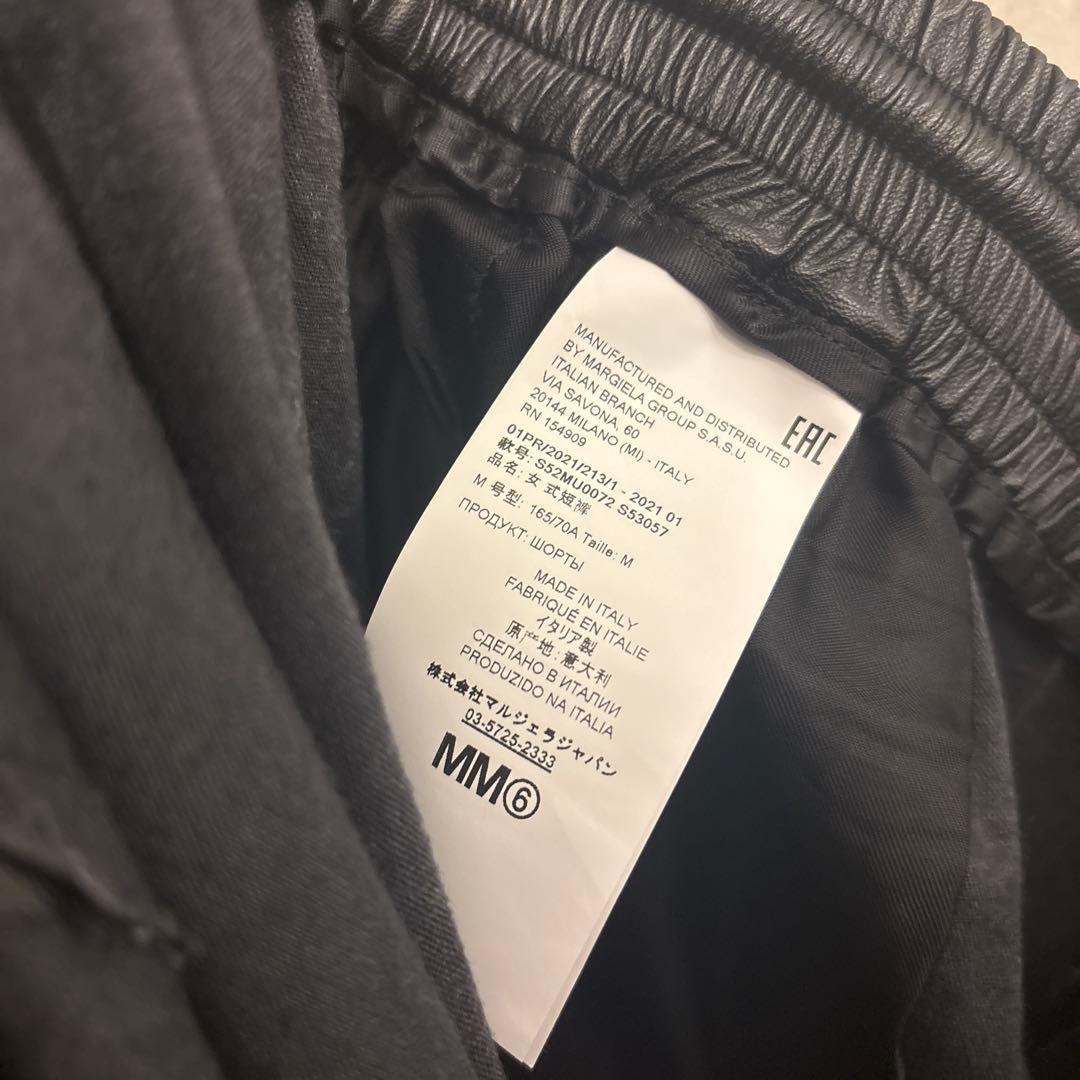 MANUFACTURED AND DISTRIBUTED
BY MARGIELA GROUP S.A.S.U.
ITALIAN BRANCH
VIA SAVONA, 60
20144 MILANO (MI) - ITALY
RN 154909
EAC
01PR/2021/213/1 - 2021 01
款号: S52MU0072 S53057
品名: 女式短裤
M 号型: 165/70A Taille: M
ПРОДУКТ: ШОРТЫ
MADE IN ITALY
FABRIQUÉ EN ITALIE
イタリア製
原产地: 意大利
СДЕЛАНО В ИТАЛИИ
PRODUZIDO NA ITALIA
株式会社マルジェラジャパン
03-5725-2333
MM⑥